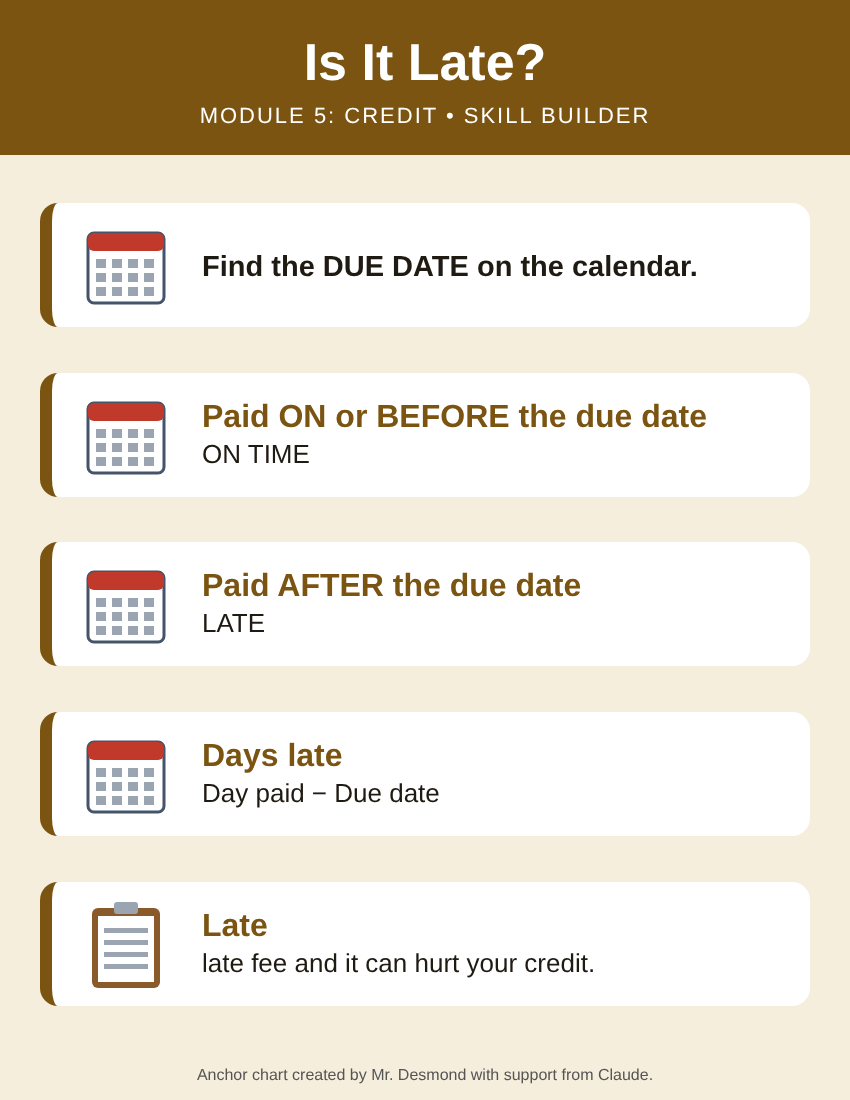 Is It Late?
MODULE 5: CREDIT • SKILL BUILDER
Find the DUE DATE on the calendar.
Paid ON or BEFORE the due date
ON TIME
Paid AFTER the due date
LATE
Days late
Day paid − Due date
Late
late fee and it can hurt your credit.
Anchor chart created by Mr. Desmond with support from Claude.